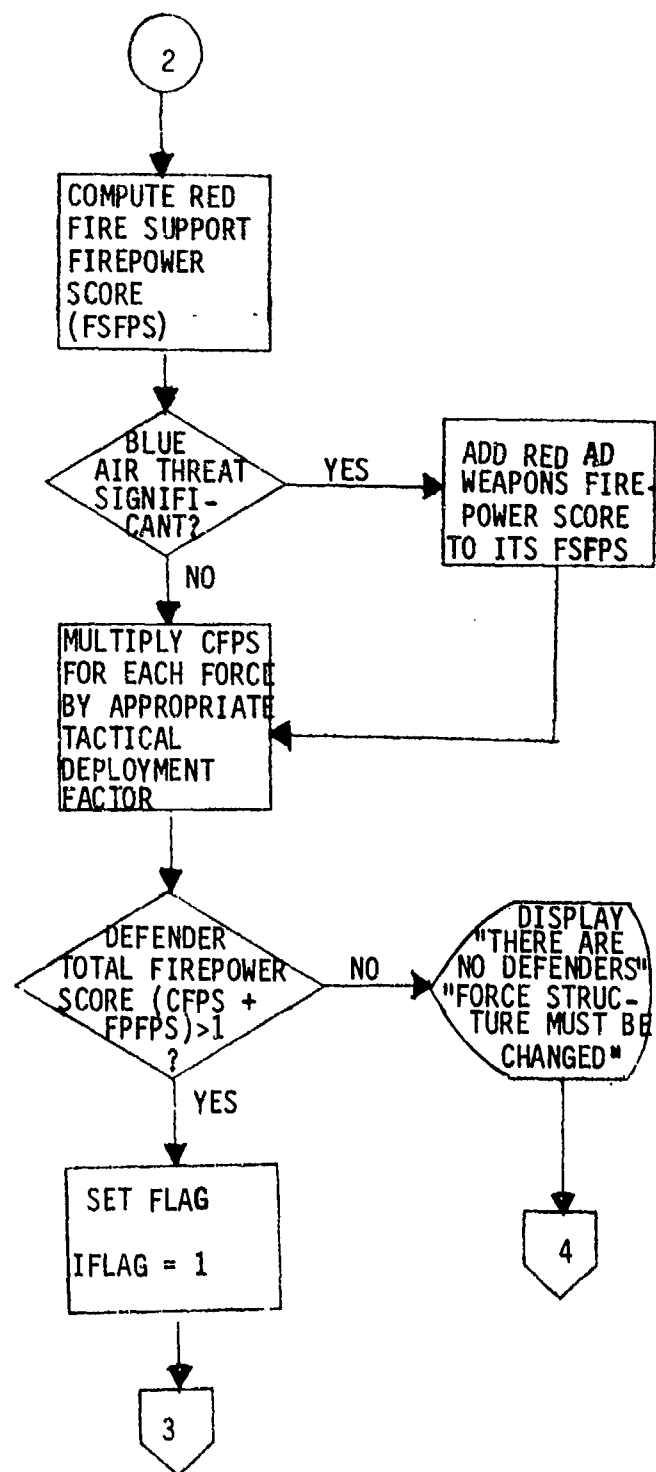 2
COMPUTE RED
FIRE SUPPORT
FIREPOWER
SCORE
(FSFPS)
BLUE
AIR THREAT
SIGNIFI-
CANT?
YES
ADD RED AD
WEAPONS FIRE-
POWER SCORE
TO ITS FSFPS
NO
MULTIPLY CFPS
FOR EACH FORCE
BY APPROPRIATE
TACTICAL
DEPLOYMENT
FACTOR
DEFENDER
TOTAL FIREPOWER
SCORE (CFPS +
FPFPS)>1
?
NO
DISPLAY
"THERE ARE
NO DEFENDERS"
"FORCE STRUC-
TURE MUST BE
CHANGED"
YES
SET FLAG
IFLAG = 1
4
3